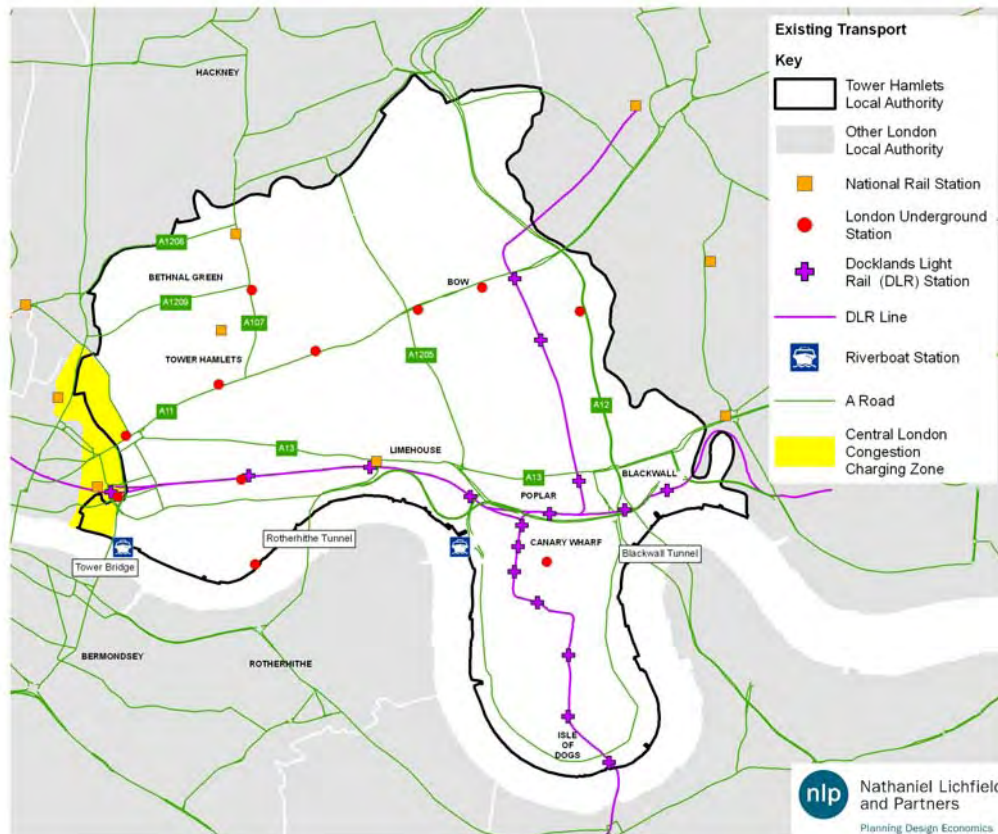 HACKNEY
A1208
BETHNAL GREEN
A1209
A107
BOW
TOWER HAMLETS
A1205
A11
A12
A13
LIMEHOUSE
A13
BLACKWALL
POPLAR
CANARY WHARF
Rotherhithe Tunnel
Blackwall Tunnel
Tower Bridge
BERMONDSEY
ROTHERHITHE
ISLE
OF
DOGS
Existing Transport
Key
Tower Hamlets
Local Authority
Other London
Local Authority
National Rail Station
London Underground
Station
Docklands Light
Rail (DLR) Station
DLR Line
Riverboat Station
A Road
Central London
Congestion
Charging Zone
nlp
Nathaniel Lichfield
and Partners
Planning Design Economics